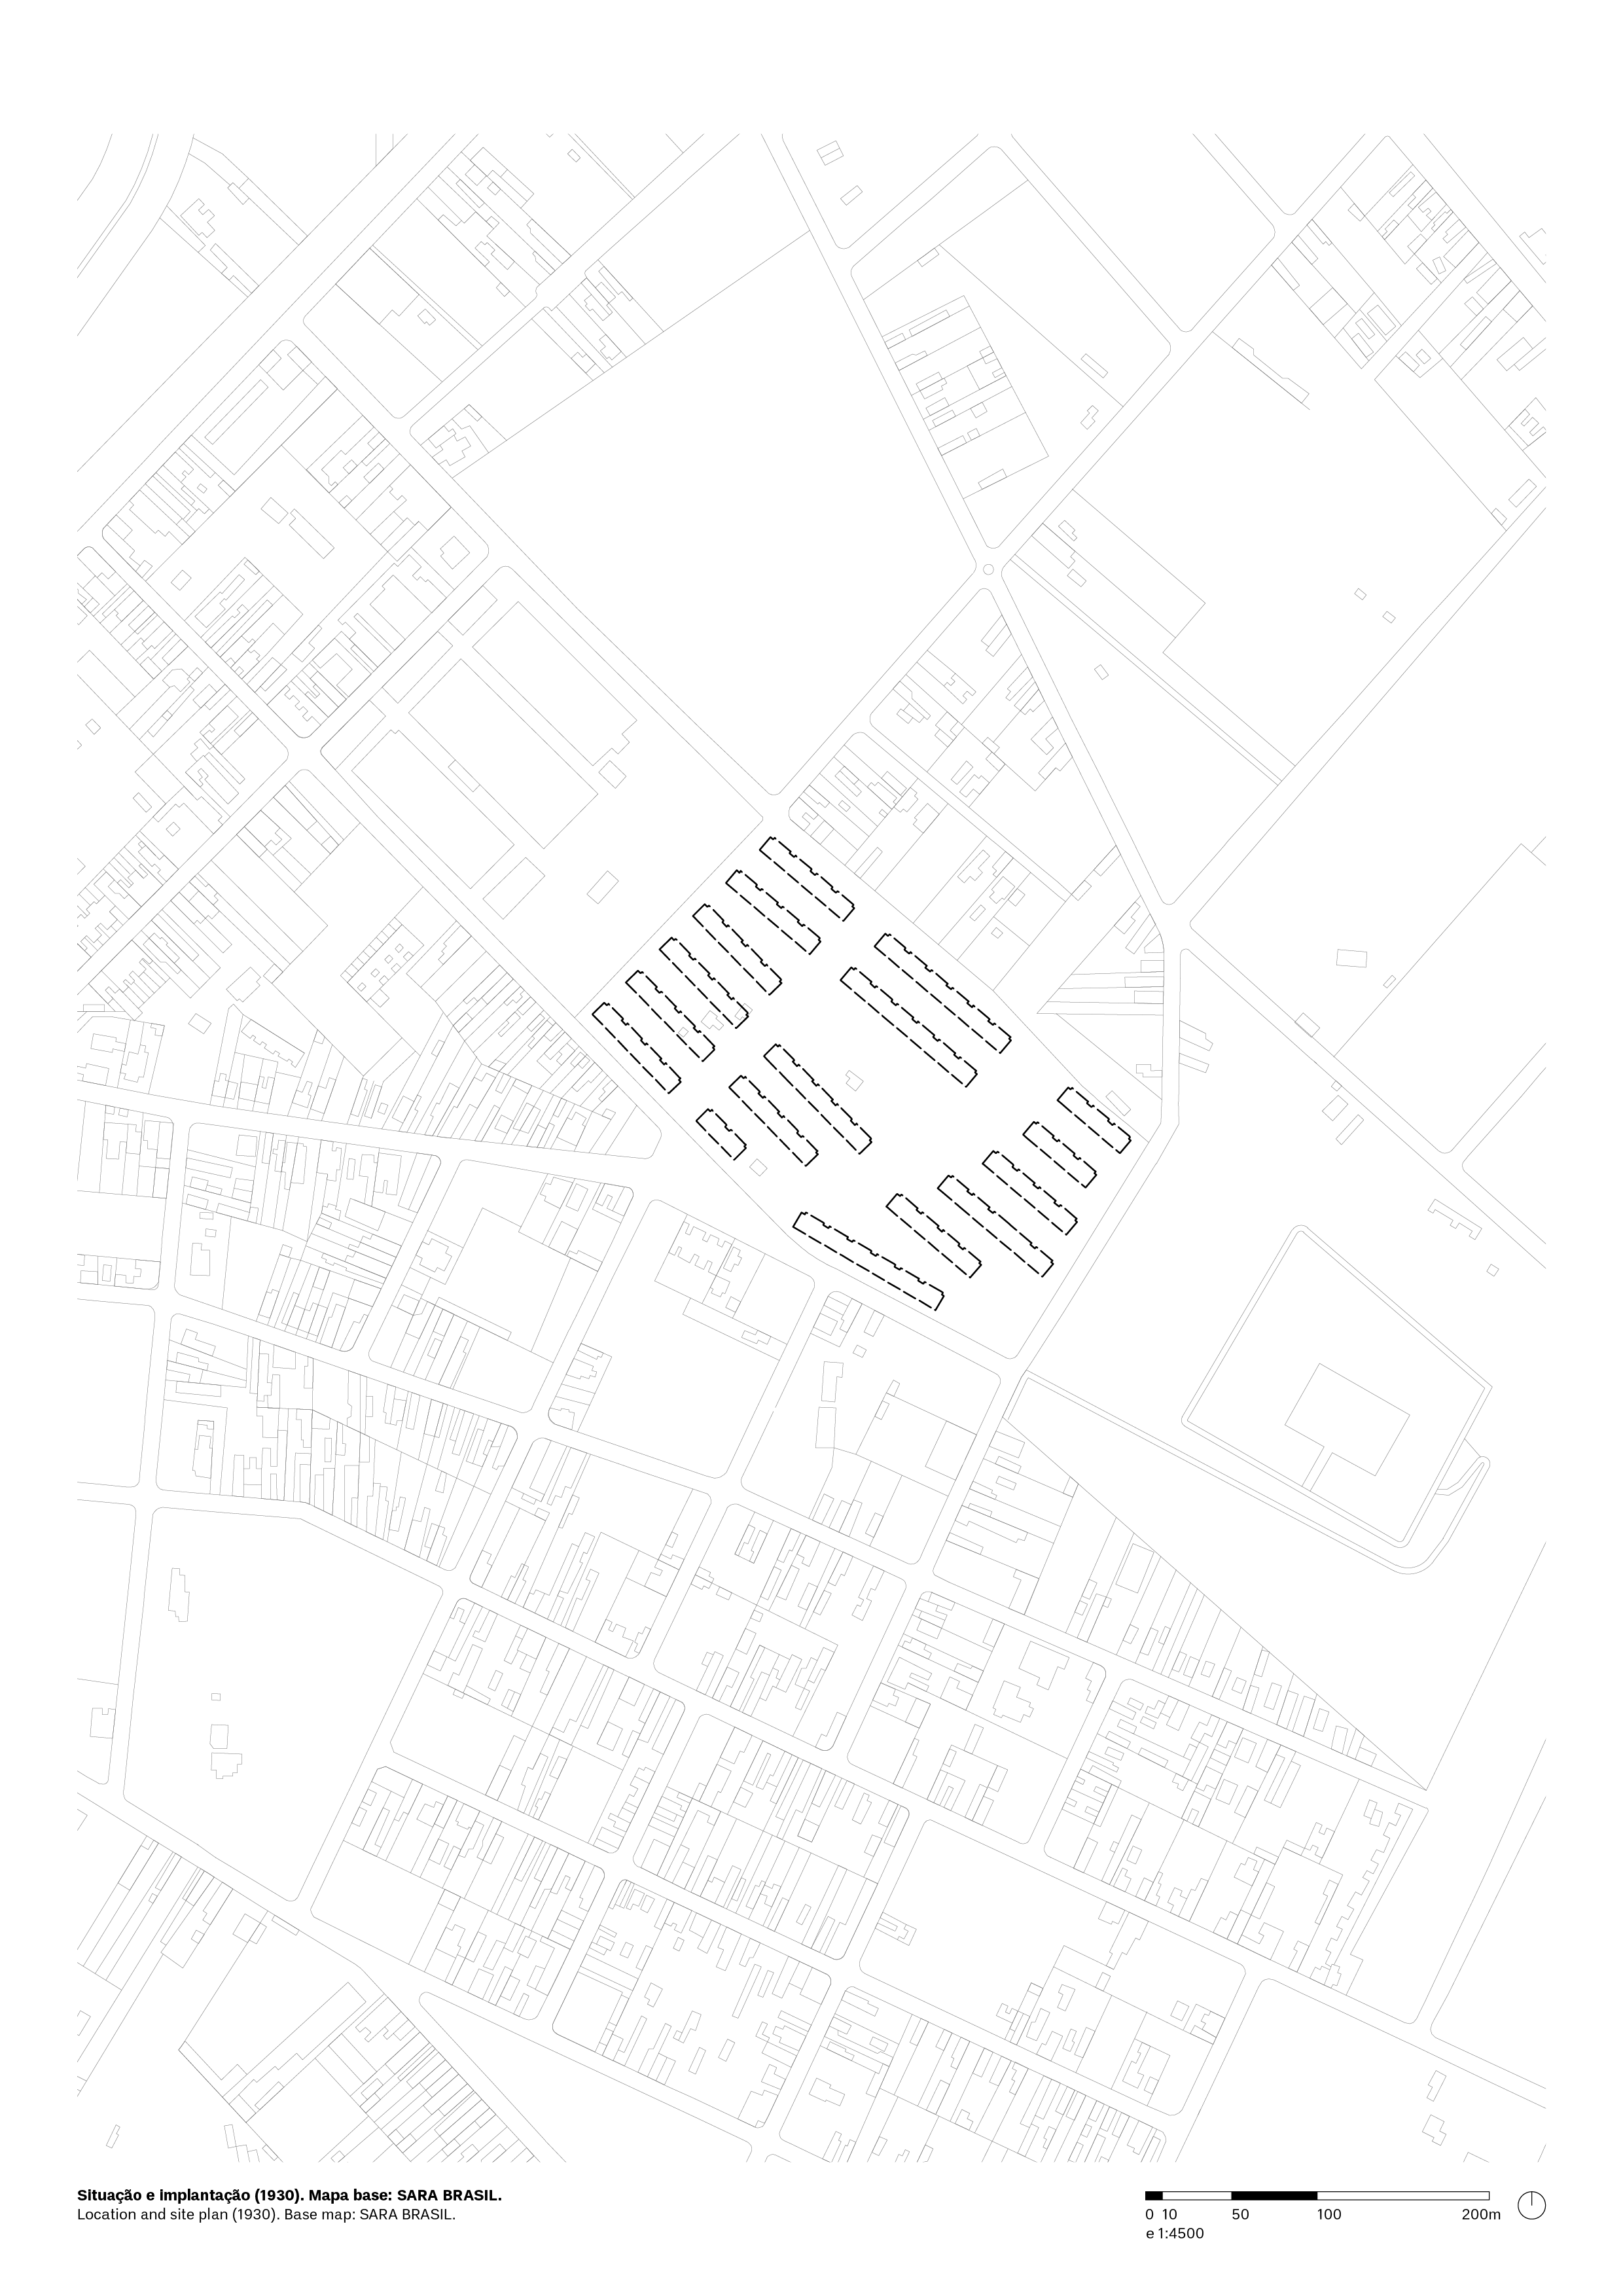 Situação e implantação (1930). Mapa base: SARA BRASIL.
Location and site plan (1930). Base map: SARA BRASIL.
0 10 50 100 200m
e 1:4500